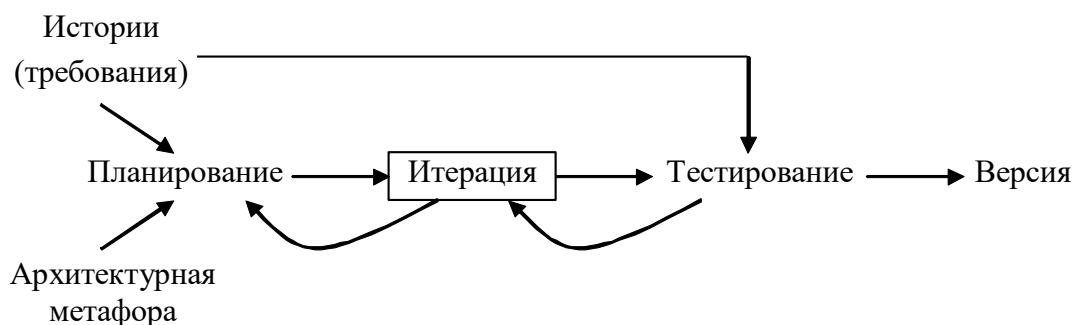 Истории
(требования)
Планирование
Итерация
Тестирование
Версия
Архитектурная
метафора